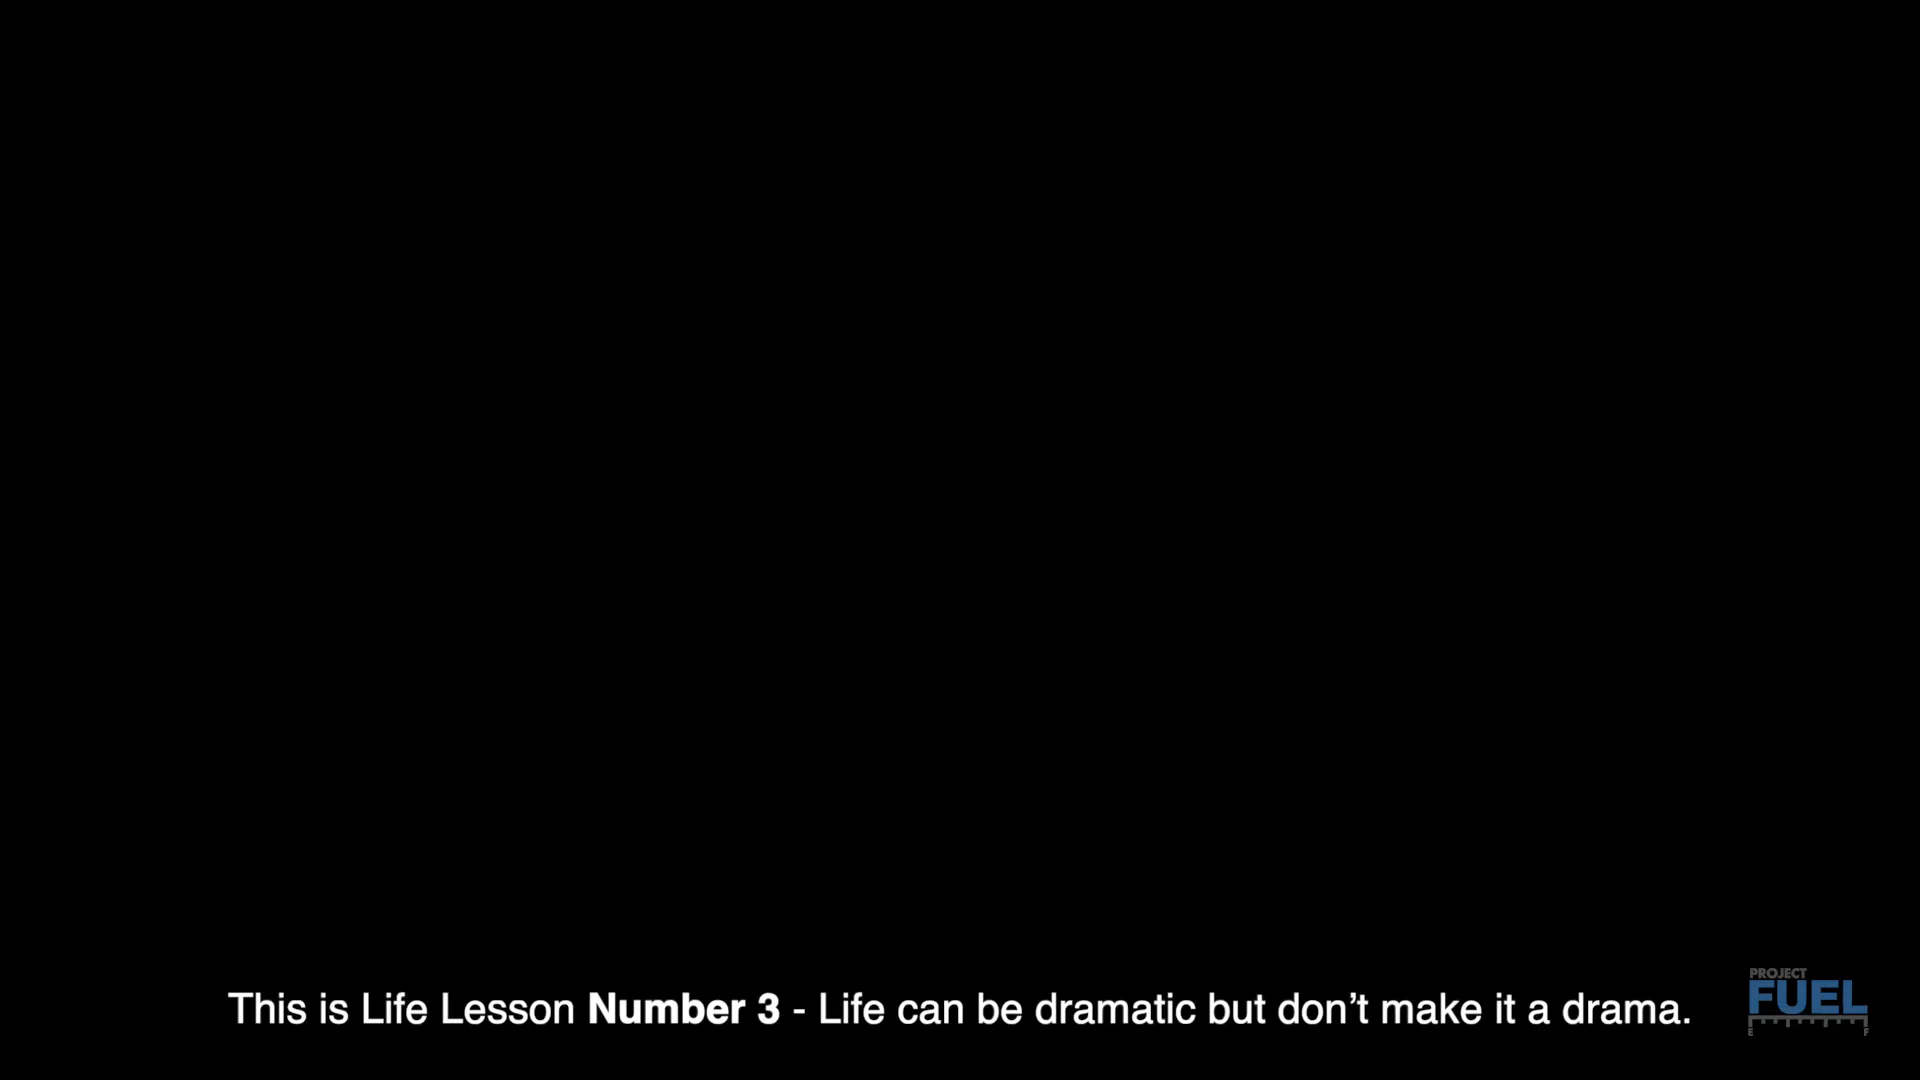 This is Life Lesson Number 3 - Life can be dramatic but don’t make it a drama.
PROJECT
FUEL
E F